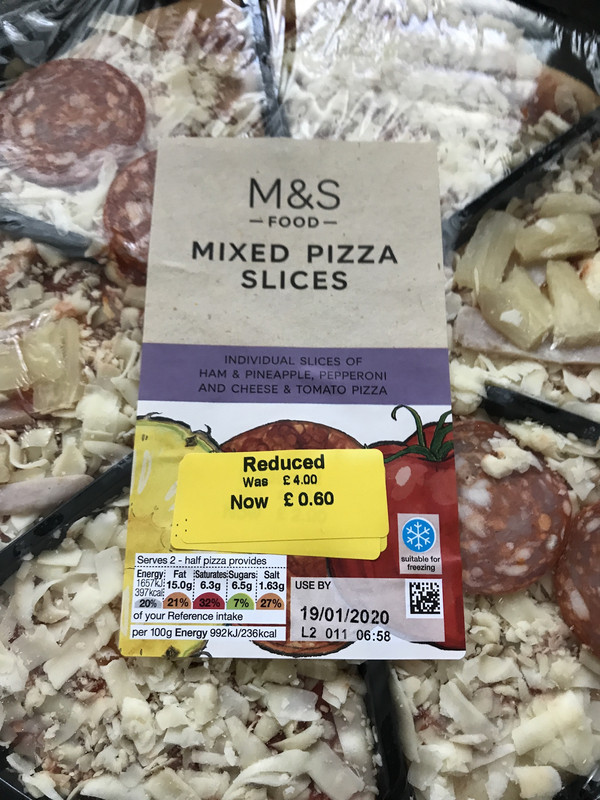 M&S
FOOD
MIXED PIZZA
SLICES
INDIVIDUAL SLICES OF
HAM & PINEAPPLE, PEPPERONI
AND CHEESE & TOMATO PIZZA
Reduced
Was £4.00
Now £0.60
suitable for
freezing
Serves 2 - half pizza provides
Energy Fat Saturates Sugars Salt
1657kJ 15.0g 6.3g 6.5g 1.63g
397kcal
20% 21% 32% 7% 27%
of your Reference intake
per 100g Energy 992kJ/236kcal
USE BY
19/01/2020
L2 011 06:58